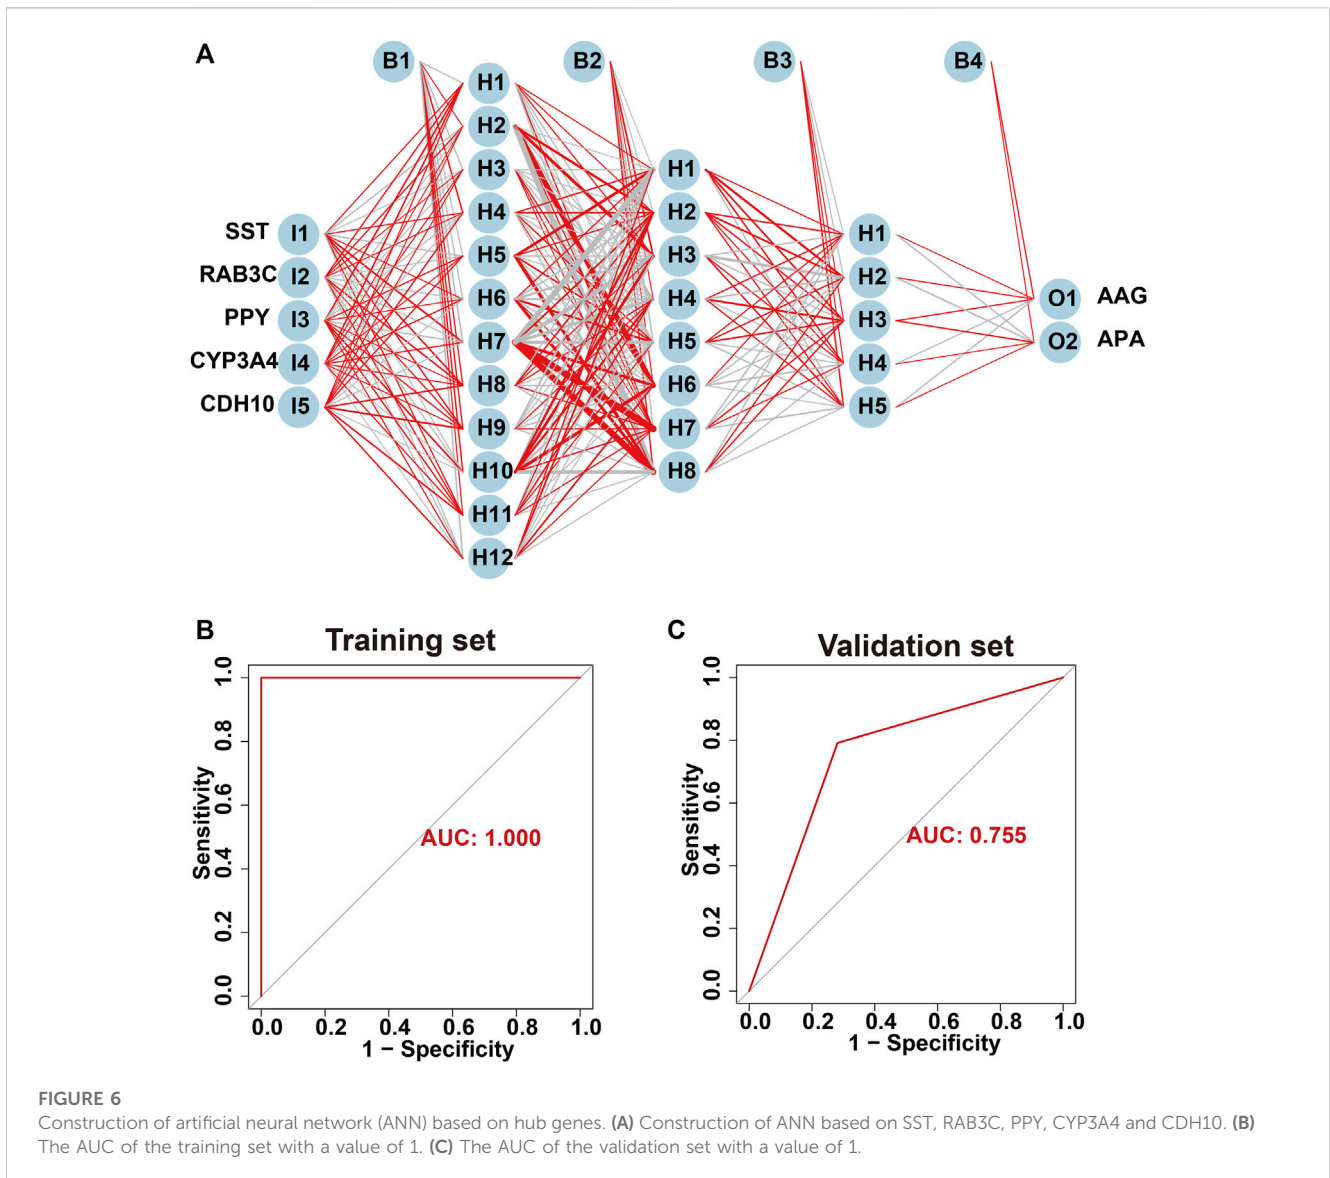 A
B1
B2
B3
B4
H1
H2
H3
H4
H5
H6
H7
H8
H9
H10
H11
H12
H1
H2
H3
H4
H5
H6
H7
H8
H1
H2
H3
H4
H5
SST I1
RAB3C I2
PPY I3
CYP3A4 I4
CDH10 I5
O1 AAG
O2 APA
B
Training set
Sensitivity
0.0 0.2 0.4 0.6 0.8 1.0
AUC: 1.000
0.0 0.2 0.4 0.6 0.8 1.0
1 − Specificity
C
Validation set
Sensitivity
0.0 0.2 0.4 0.6 0.8 1.0
AUC: 0.755
0.0 0.2 0.4 0.6 0.8 1.0
1 − Specificity
FIGURE 6
Construction of artificial neural network (ANN) based on hub genes. (A) Construction of ANN based on SST, RAB3C, PPY, CYP3A4 and CDH10. (B)
The AUC of the training set with a value of 1. (C) The AUC of the validation set with a value of 1.